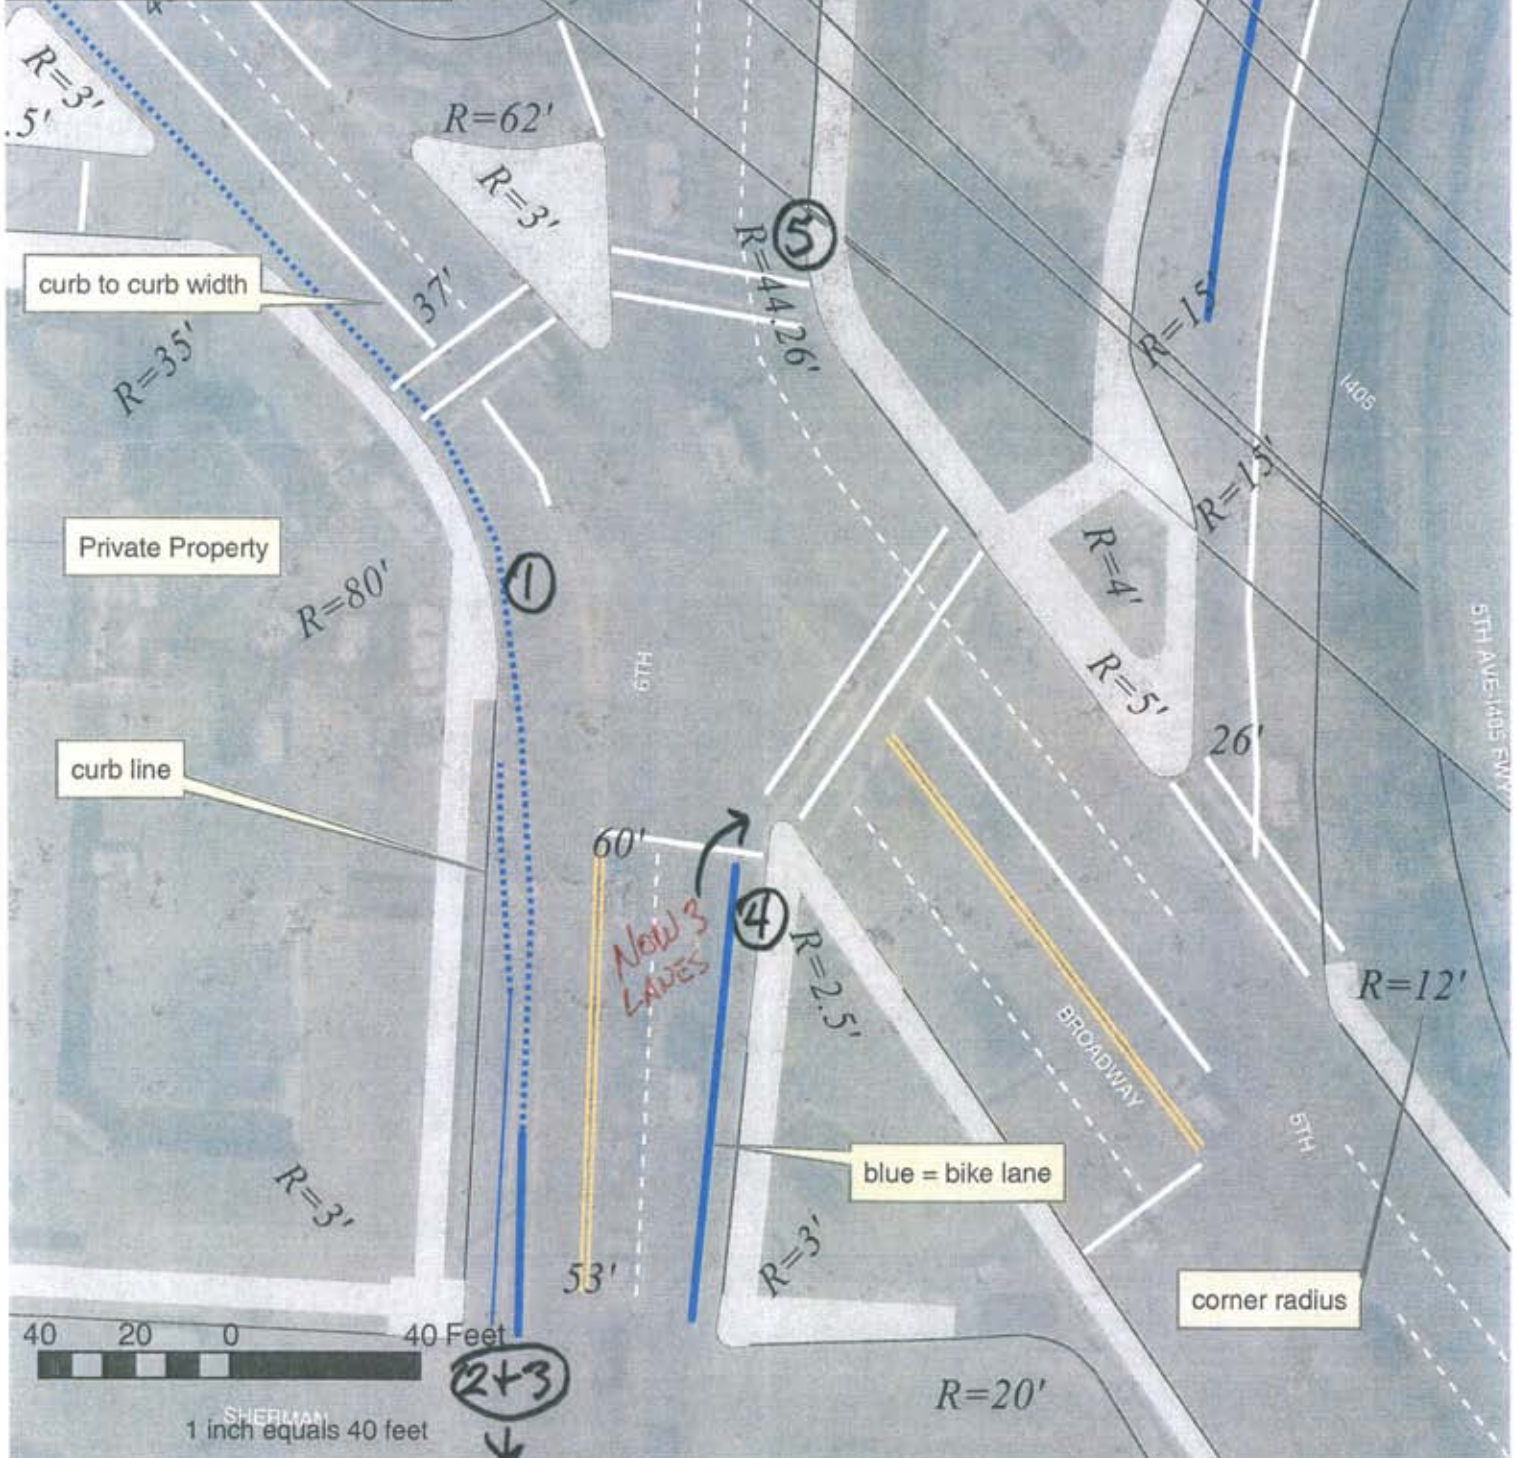 R=3'
.5'
R=62'
R=3'
5
R=44.26'
curb to curb width
37'
R=15'
R=35'
I405
R=15'
Private Property
1
R=80'
R=4'
6TH
5TH AVE-I405 FWY
R=5'
26'
curb line
60'
4
NOW 3
LANES
R=2.5'
R=12'
BROADWAY
5TH
blue = bike lane
R=3'
R=3'
53'
corner radius
40 20 0 40 Feet
2+3
R=20'
SHERMAN
1 inch equals 40 feet